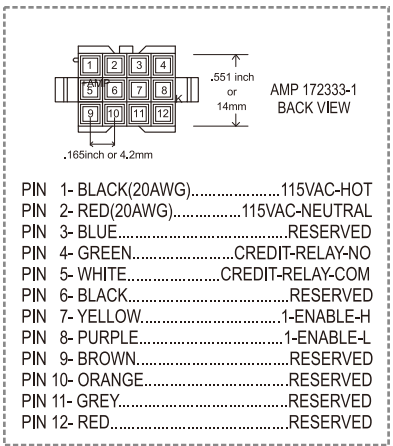 1 2 3 4
+AMP
5 6 7 8
K
9 10 11 12
.551 inch
or
14mm
AMP 172333-1
BACK VIEW
.165inch or 4.2mm
PIN 1- BLACK(20AWG)..............................115VAC-HOT
PIN 2- RED(20AWG)......................115VAC-NEUTRAL
PIN 3- BLUE............................................RESERVED
PIN 4- GREEN........................CREDIT-RELAY-NO
PIN 5- WHITE.......................CREDIT-RELAY-COM
PIN 6- BLACK.........................................RESERVED
PIN 7- YELLOW.......................................1-ENABLE-H
PIN 8- PURPLE.......................................1-ENABLE-L
PIN 9- BROWN.......................................RESERVED
PIN 10- ORANGE.....................................RESERVED
PIN 11- GREY..........................................RESERVED
PIN 12- RED............................................RESERVED